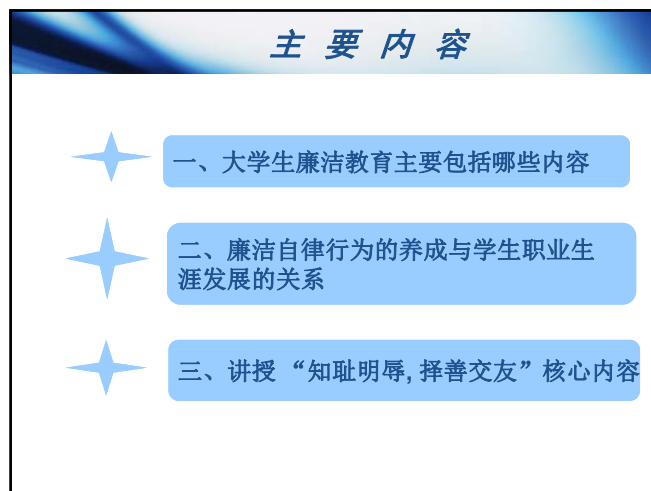 主 要 内 容
一、大学生廉洁教育主要包括哪些内容
二、廉洁自律行为的养成与学生职业生
涯发展的关系
三、讲授 “知耻明辱, 择善交友”核心内容